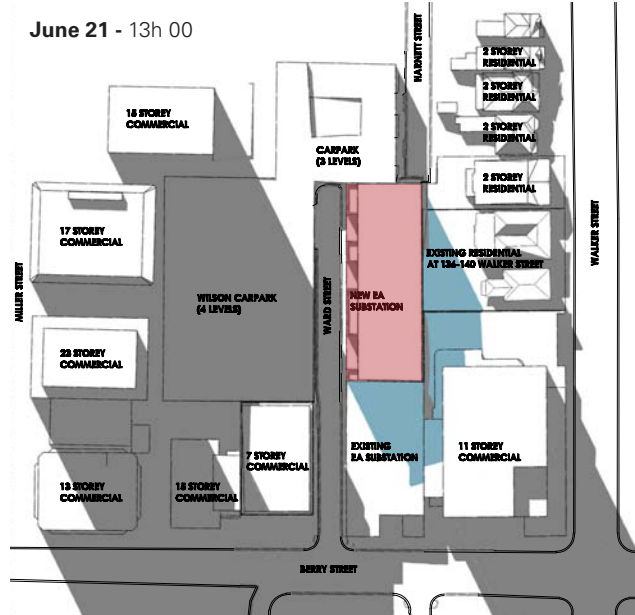 June 21 - 13h 00
HARNETT STREET
2 STOREY
RESIDENTIAL
2 STOREY
RESIDENTIAL
2 STOREY
RESIDENTIAL
2 STOREY
RESIDENTIAL
15 STOREY
COMMERCIAL
CARPARK
(3 LEVELS)
17 STOREY
COMMERCIAL
EXISTING RESIDENTIAL
AT 136-140 WALKER STREET
WALKER STREET
MILLER STREET
WILSON CARPARK
(4 LEVELS)
WARD STREET
NEW EA
SUBSTATION
23 STOREY
COMMERCIAL
7 STOREY
COMMERCIAL
EXISTING
EA SUBSTATION
11 STOREY
COMMERCIAL
13 STOREY
COMMERCIAL
15 STOREY
COMMERCIAL
BERRY STREET